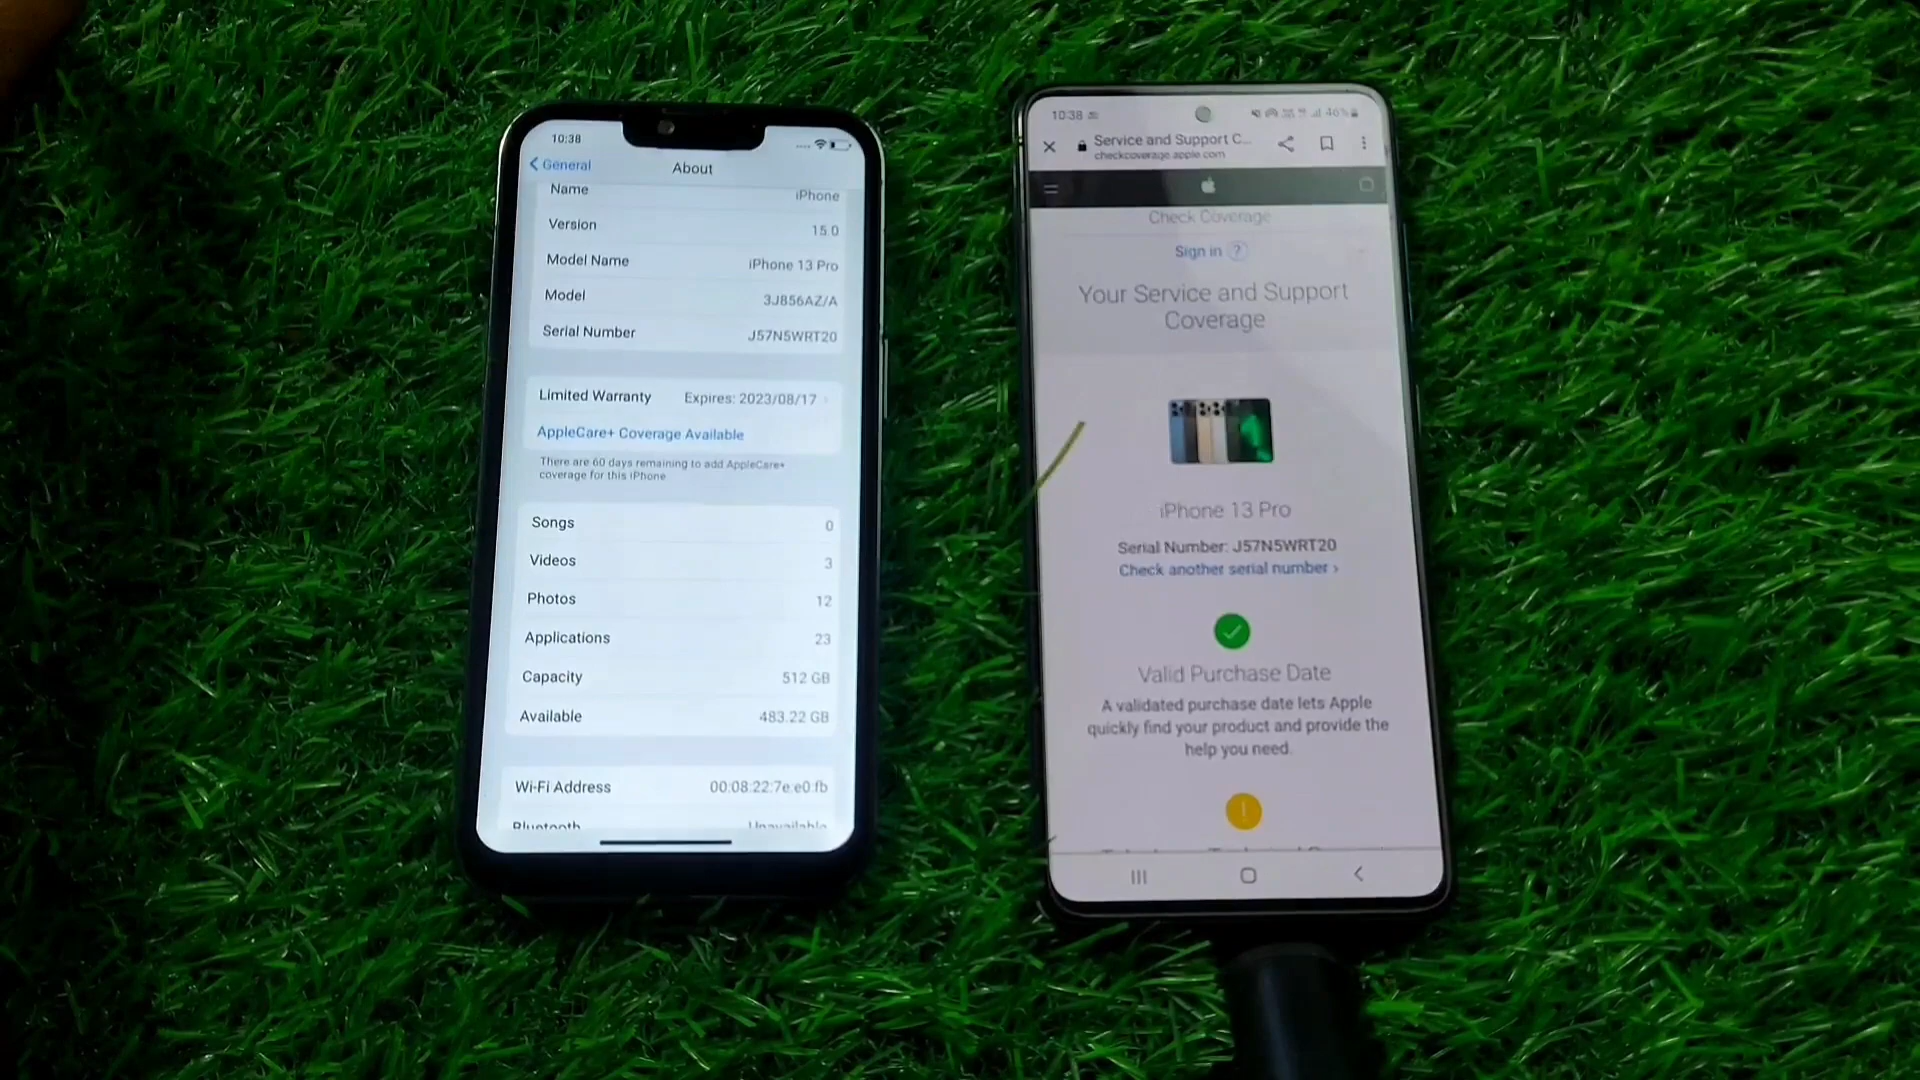 10:38
General
About
Name
iPhone
Version
15.0
Model Name
iPhone 13 Pro
Model
3J856AZ/A
Serial Number
J57N5WRT20
Limited Warranty
Expires: 2023/08/17
AppleCare+ Coverage Available
There are 60 days remaining to add AppleCare+
coverage for this iPhone
Songs
0
Videos
3
Photos
12
Applications
23
Capacity
512 GB
Available
483.22 GB
Wi-Fi Address
00:08:22:7e:e0:fb
Bluetooth
Unavailable
10:38
46%
Service and Support C...
checkcoverage.apple.com
Check Coverage
Sign in ?
Your Service and Support
Coverage
iPhone 13 Pro
Serial Number: J57N5WRT20
Check another serial number ›
Valid Purchase Date
A validated purchase date lets Apple
quickly find your product and provide the
help you need.